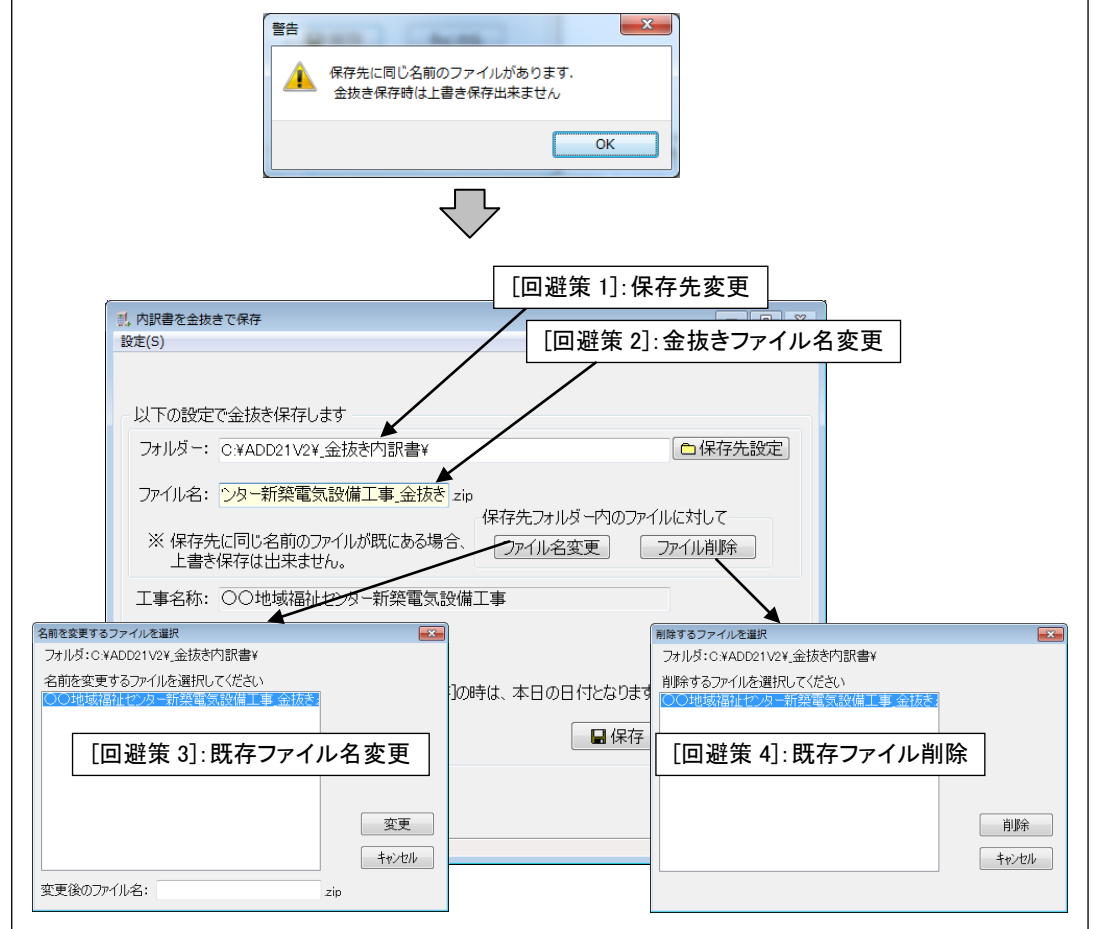 警告
保存先に同じ名前のファイルがあります.
金抜き保存時は上書き保存出来ません
OK
[回避策 1]:保存先変更
内訳書を金抜きで保存
[回避策 2]:金抜きファイル名変更
設定(S)
以下の設定で金抜き保存します
フォルダー: C:¥ADD21V2¥_金抜き内訳書¥
保存先設定
ファイル名: ンター新築電気設備工事_金抜き .zip
保存先フォルダー内のファイルに対して
※ 保存先に同じ名前のファイルが既にある場合、
上書き保存は出来ません。
ファイル名変更
ファイル削除
工事名称: 〇〇地域福祉センター新築電気設備工事
名前を変更するファイルを選択
フォルダ:C:¥ADD21V2¥_金抜き内訳書¥
名前を変更するファイルを選択してください
〇〇地域福祉センター新築電気設備工事_金抜き
[回避策 3]:既存ファイル名変更
変更
キャンセル
変更後のファイル名: .zip
]の時は、本日の日付となります
保存
削除するファイルを選択
フォルダ:C:¥ADD21V2¥_金抜き内訳書¥
削除するファイルを選択してください
〇〇地域福祉センター新築電気設備工事_金抜き
[回避策 4]:既存ファイル削除
削除
キャンセル